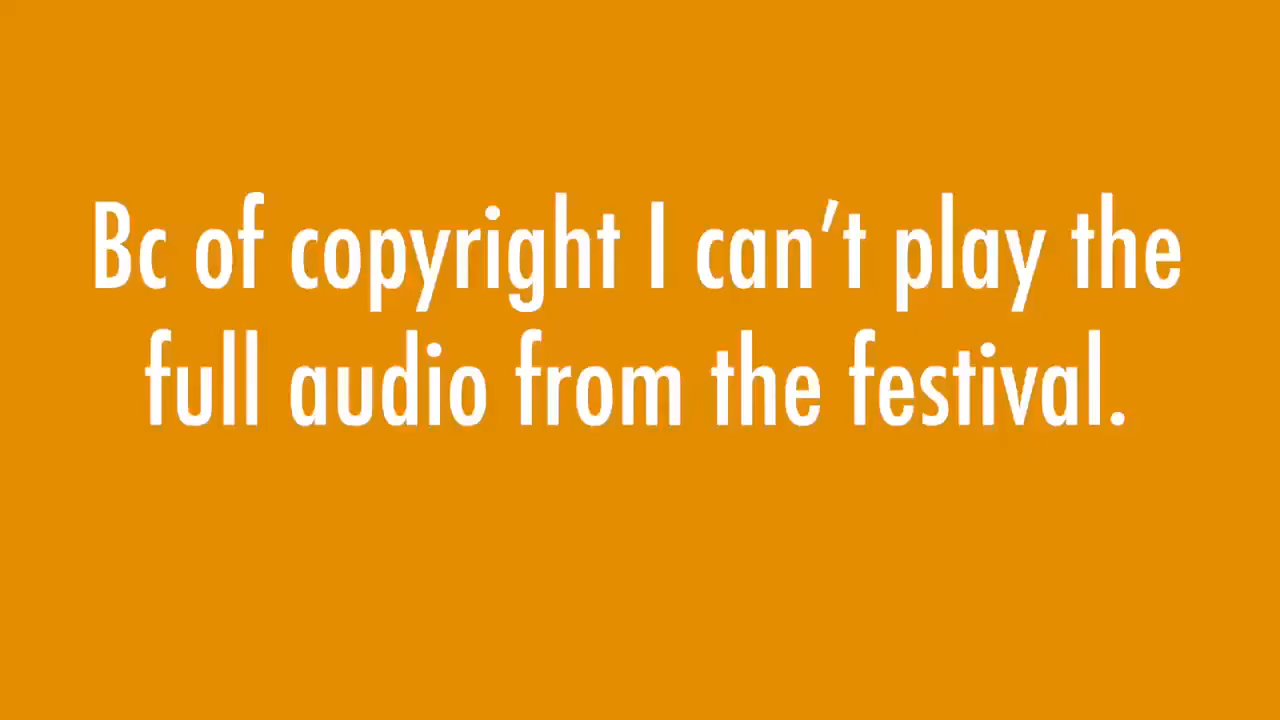 Bc of copyright I can’t play the
full audio from the festival.